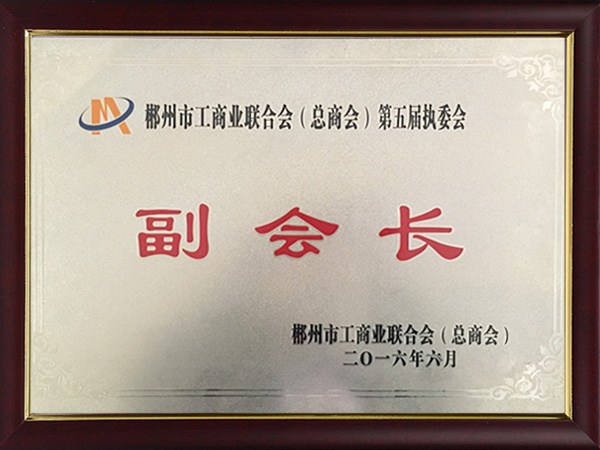 郴州市工商业联合会（总商会）第五届执委会
副会长
郴州市工商业联合会（总商会）
二〇一六年六月